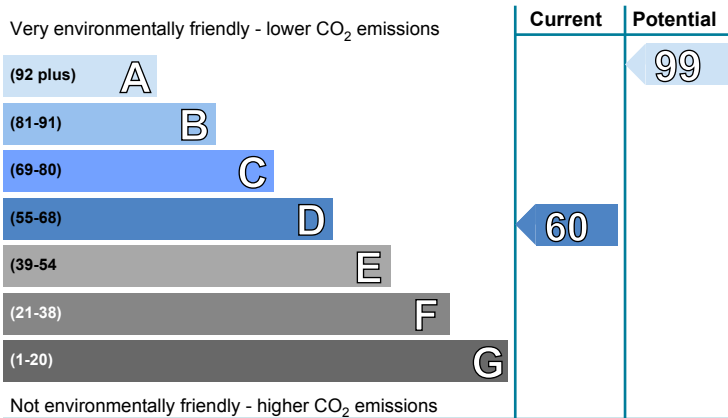 Very environmentally friendly - lower CO2 emissions
Current
Potential
(92 plus) A
99
(81-91) B
(69-80) C
(55-68) D
60
(39-54 E
(21-38) F
(1-20) G
Not environmentally friendly - higher CO2 emissions